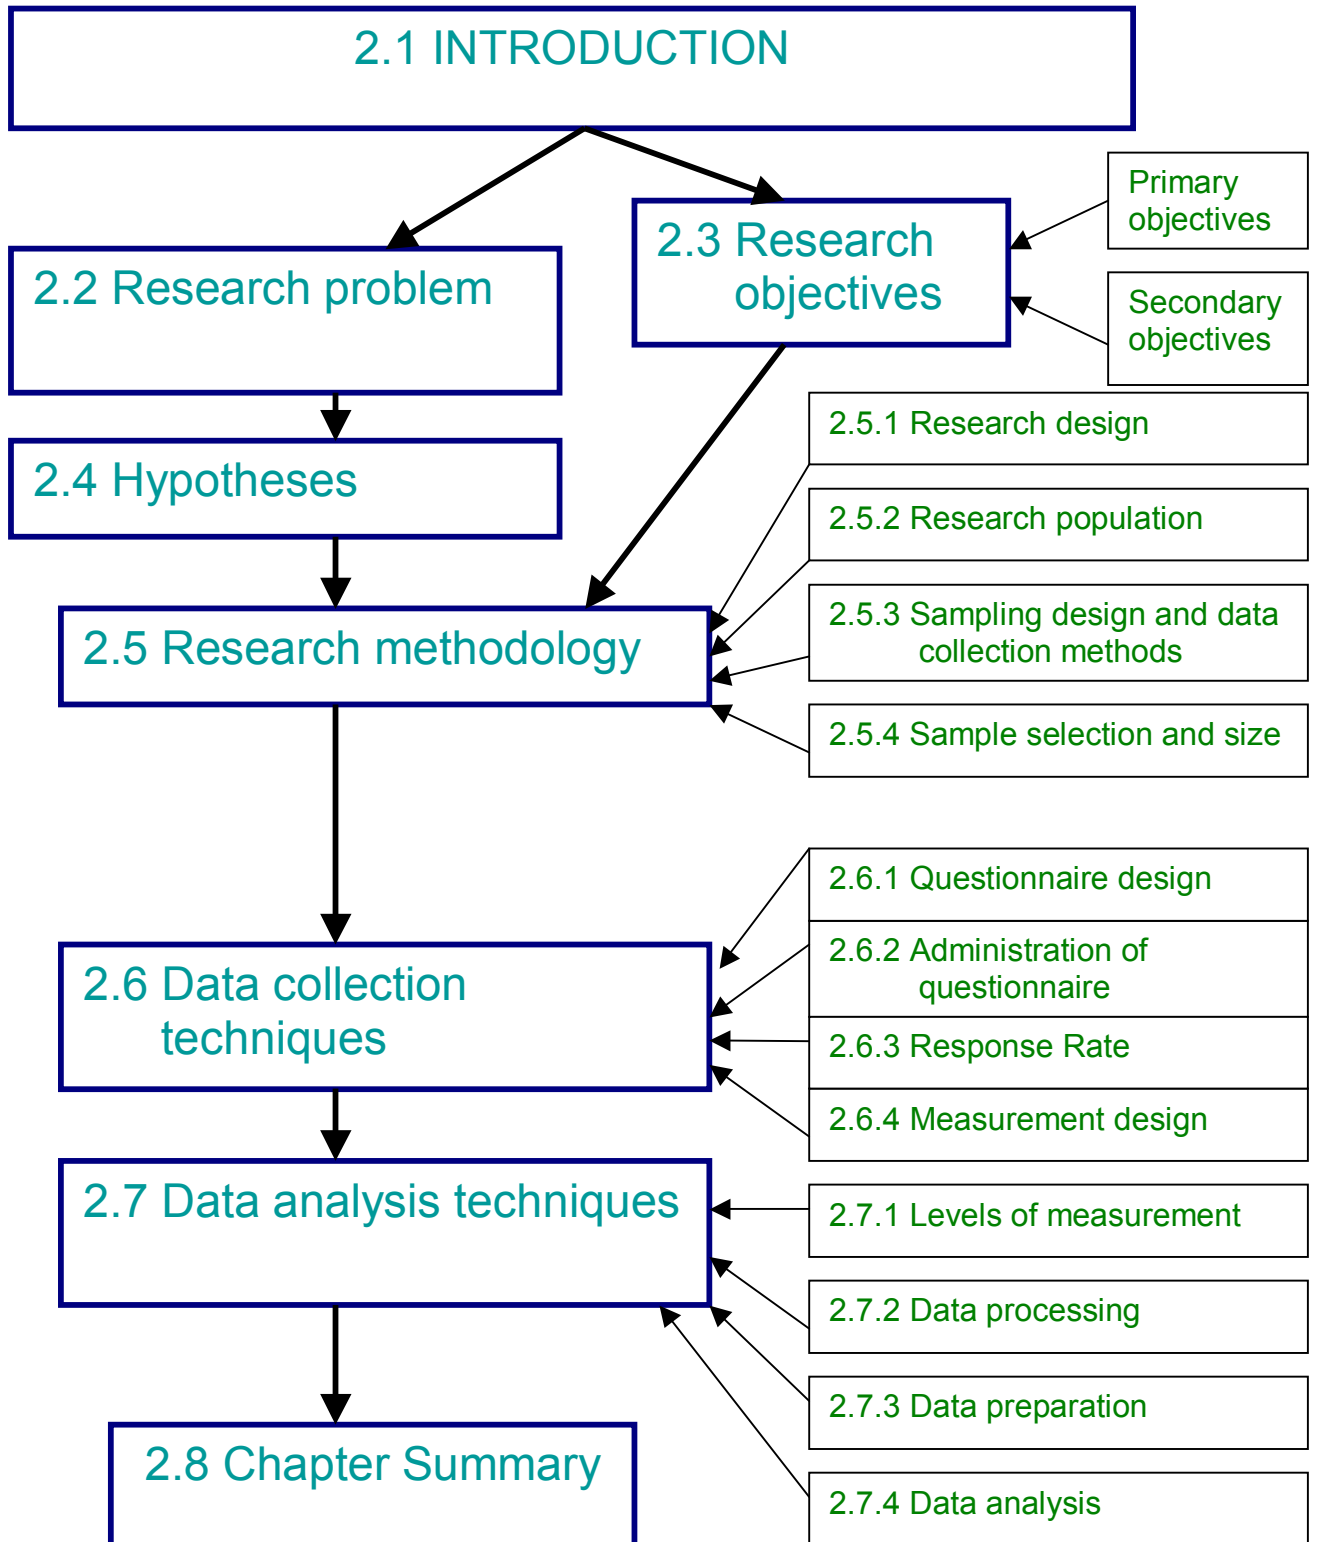 2.1 INTRODUCTION
Primary
objectives
2.3 Research
objectives
2.2 Research problem
Secondary
objectives
2.5.1 Research design
2.4 Hypotheses
2.5.2 Research population
2.5.3 Sampling design and data
collection methods
2.5 Research methodology
2.5.4 Sample selection and size
2.6.1 Questionnaire design
2.6.2 Administration of
questionnaire
2.6 Data collection
techniques
2.6.3 Response Rate
2.6.4 Measurement design
2.7 Data analysis techniques
2.7.1 Levels of measurement
2.7.2 Data processing
2.7.3 Data preparation
2.8 Chapter Summary
2.7.4 Data analysis